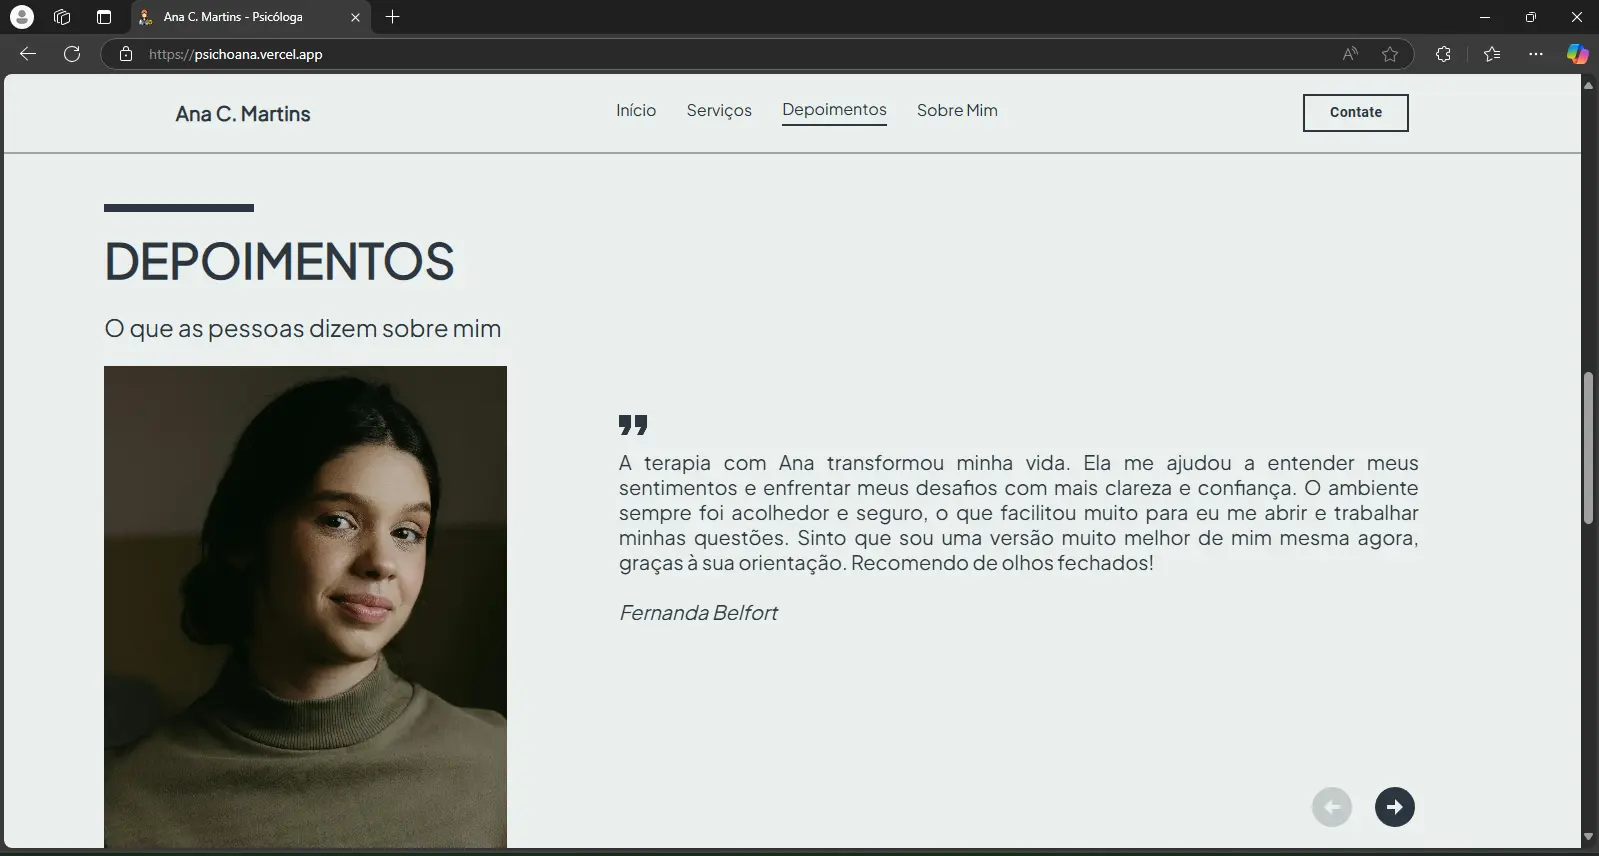 Ana C. Martins - Psicóloga
https://psichoana.vercel.app
Ana C. Martins
Início
Serviços
Depoimentos
Sobre Mim
Contate
DEPOIMENTOS
O que as pessoas dizem sobre mim
A terapia com Ana transformou minha vida. Ela me ajudou a entender meus
sentimentos e enfrentar meus desafios com mais clareza e confiança. O ambiente
sempre foi acolhedor e seguro, o que facilitou muito para eu me abrir e trabalhar
minhas questões. Sinto que sou uma versão muito melhor de mim mesma agora,
graças à sua orientação. Recomendo de olhos fechados!
Fernanda Belfort